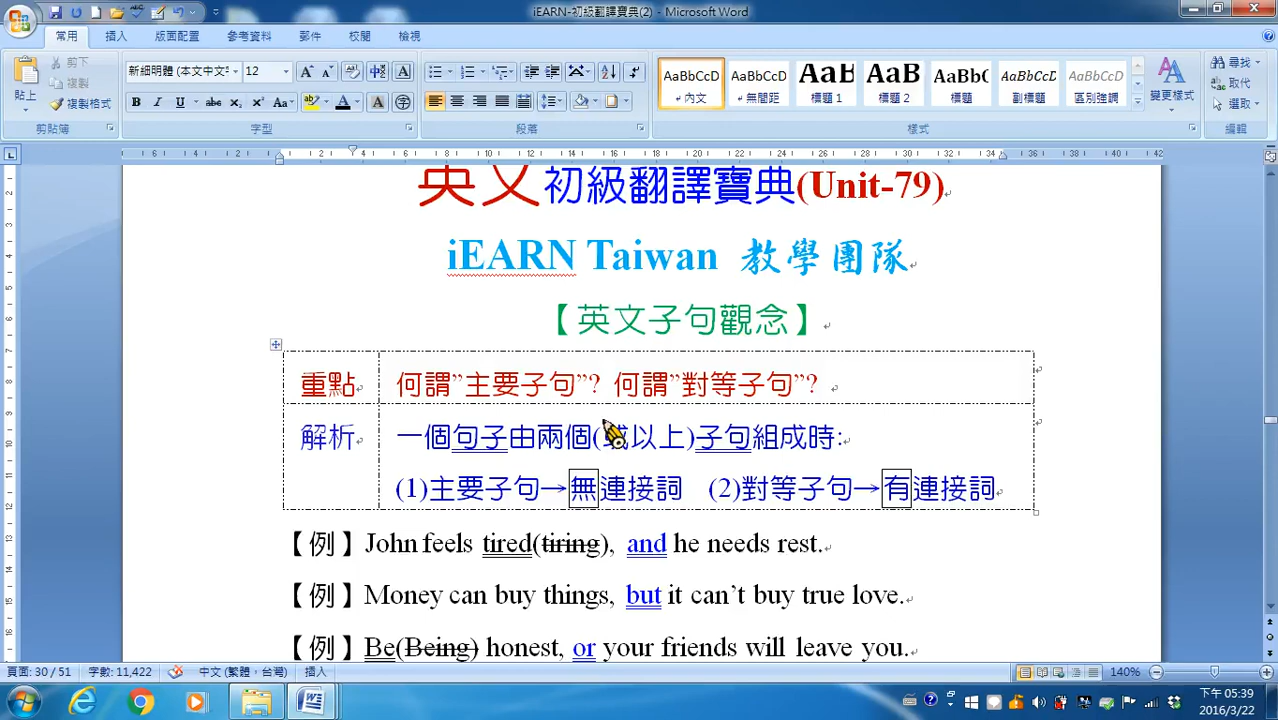 iEARN-初級翻譯寶典(2) - Microsoft Word
常用 插入 版面配置 參考資料 郵件 校閱 檢視
貼上 剪下 複製 複製格式 剪貼簿
新細明體 (本文中文 12
B I U abc x₂ x² Aa A 字型
段落
AaBbCcD AaBbCcD AaBb AaB AaBb( AaBbCcD AaBbCcD
內文 無間距 標題 1 標題 2 標題 副標題 區別強調 變更樣式
樣式
尋找 取代 選取 編輯
英文初級翻譯寶典(Unit-79)
iEARN Taiwan 教學團隊
【英文子句觀念】
重點 何謂”主要子句”? 何謂”對等子句”?
解析 一個句子由兩個(或以上)子句組成時:
(1)主要子句→無連接詞 (2)對等子句→有連接詞
【例】John feels tired(tiring), and he needs rest.
【例】Money can buy things, but it can’t buy true love.
【例】Be(Being) honest, or your friends will leave you.
頁面: 30 / 51 字數: 11,422 中文 (繁體，台灣) 插入 140%
下午 05:39
2016/3/22